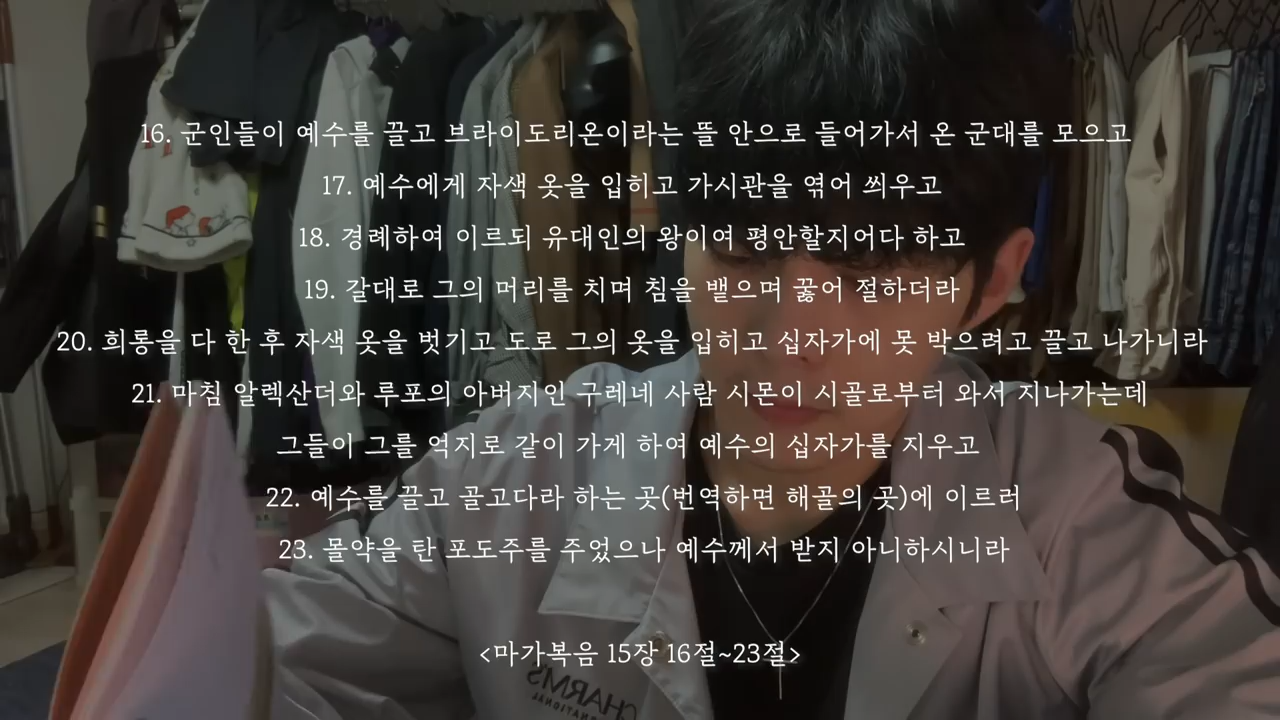 16. 군인들이 예수를 끌고 브라이도리온이라는 뜰 안으로 들어가서 온 군대를 모으고
17. 예수에게 자색 옷을 입히고 가시관을 엮어 씌우고
18. 경례하여 이르되 유대인의 왕이여 평안할지어다 하고
19. 갈대로 그의 머리를 치며 침을 뱉으며 꿇어 절하더라
20. 희롱을 다 한 후 자색 옷을 벗기고 도로 그의 옷을 입히고 십자가에 못 박으려고 끌고 나가니라
21. 마침 알렉산더와 루포의 아버지인 구레네 사람 시몬이 시골로부터 와서 지나가는데
그들이 그를 억지로 같이 가게 하여 예수의 십자가를 지우고
22. 예수를 끌고 골고다라 하는 곳(번역하면 해골의 곳)에 이르러
23. 몰약을 탄 포도주를 주었으나 예수께서 받지 아니하시니라
<마가복음 15장 16절~23절>
CHARM'S